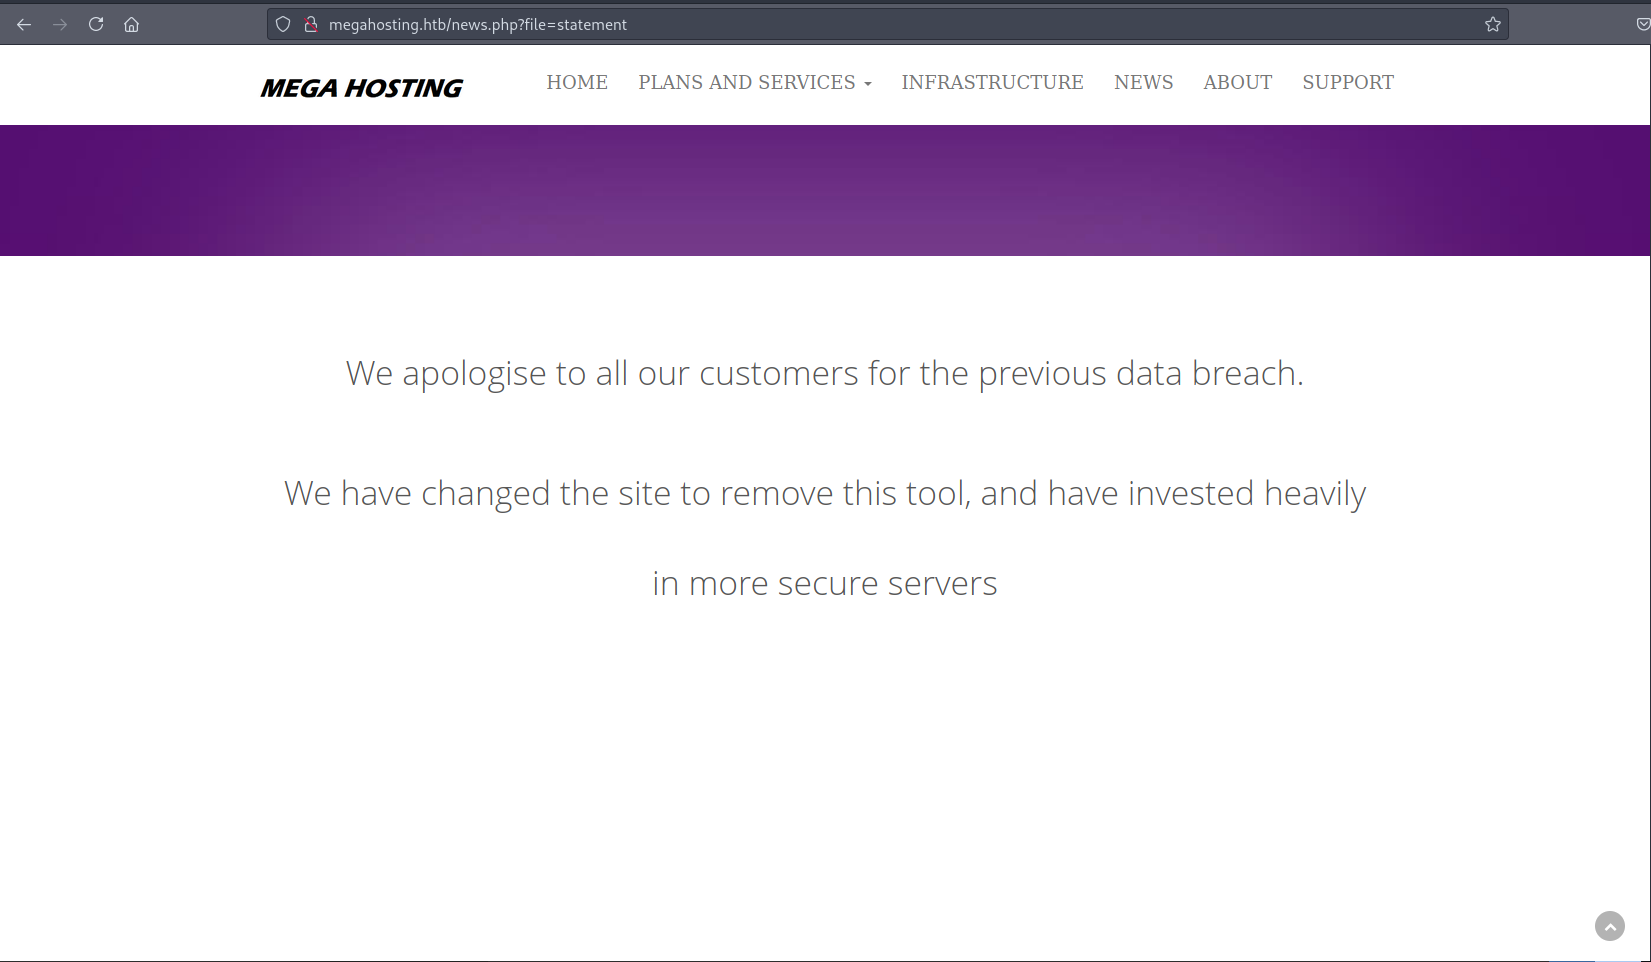 megahosting.htb/news.php?file=statement
MEGA HOSTING
HOME PLANS AND SERVICES INFRASTRUCTURE NEWS ABOUT SUPPORT
We apologise to all our customers for the previous data breach.
We have changed the site to remove this tool, and have invested heavily
in more secure servers